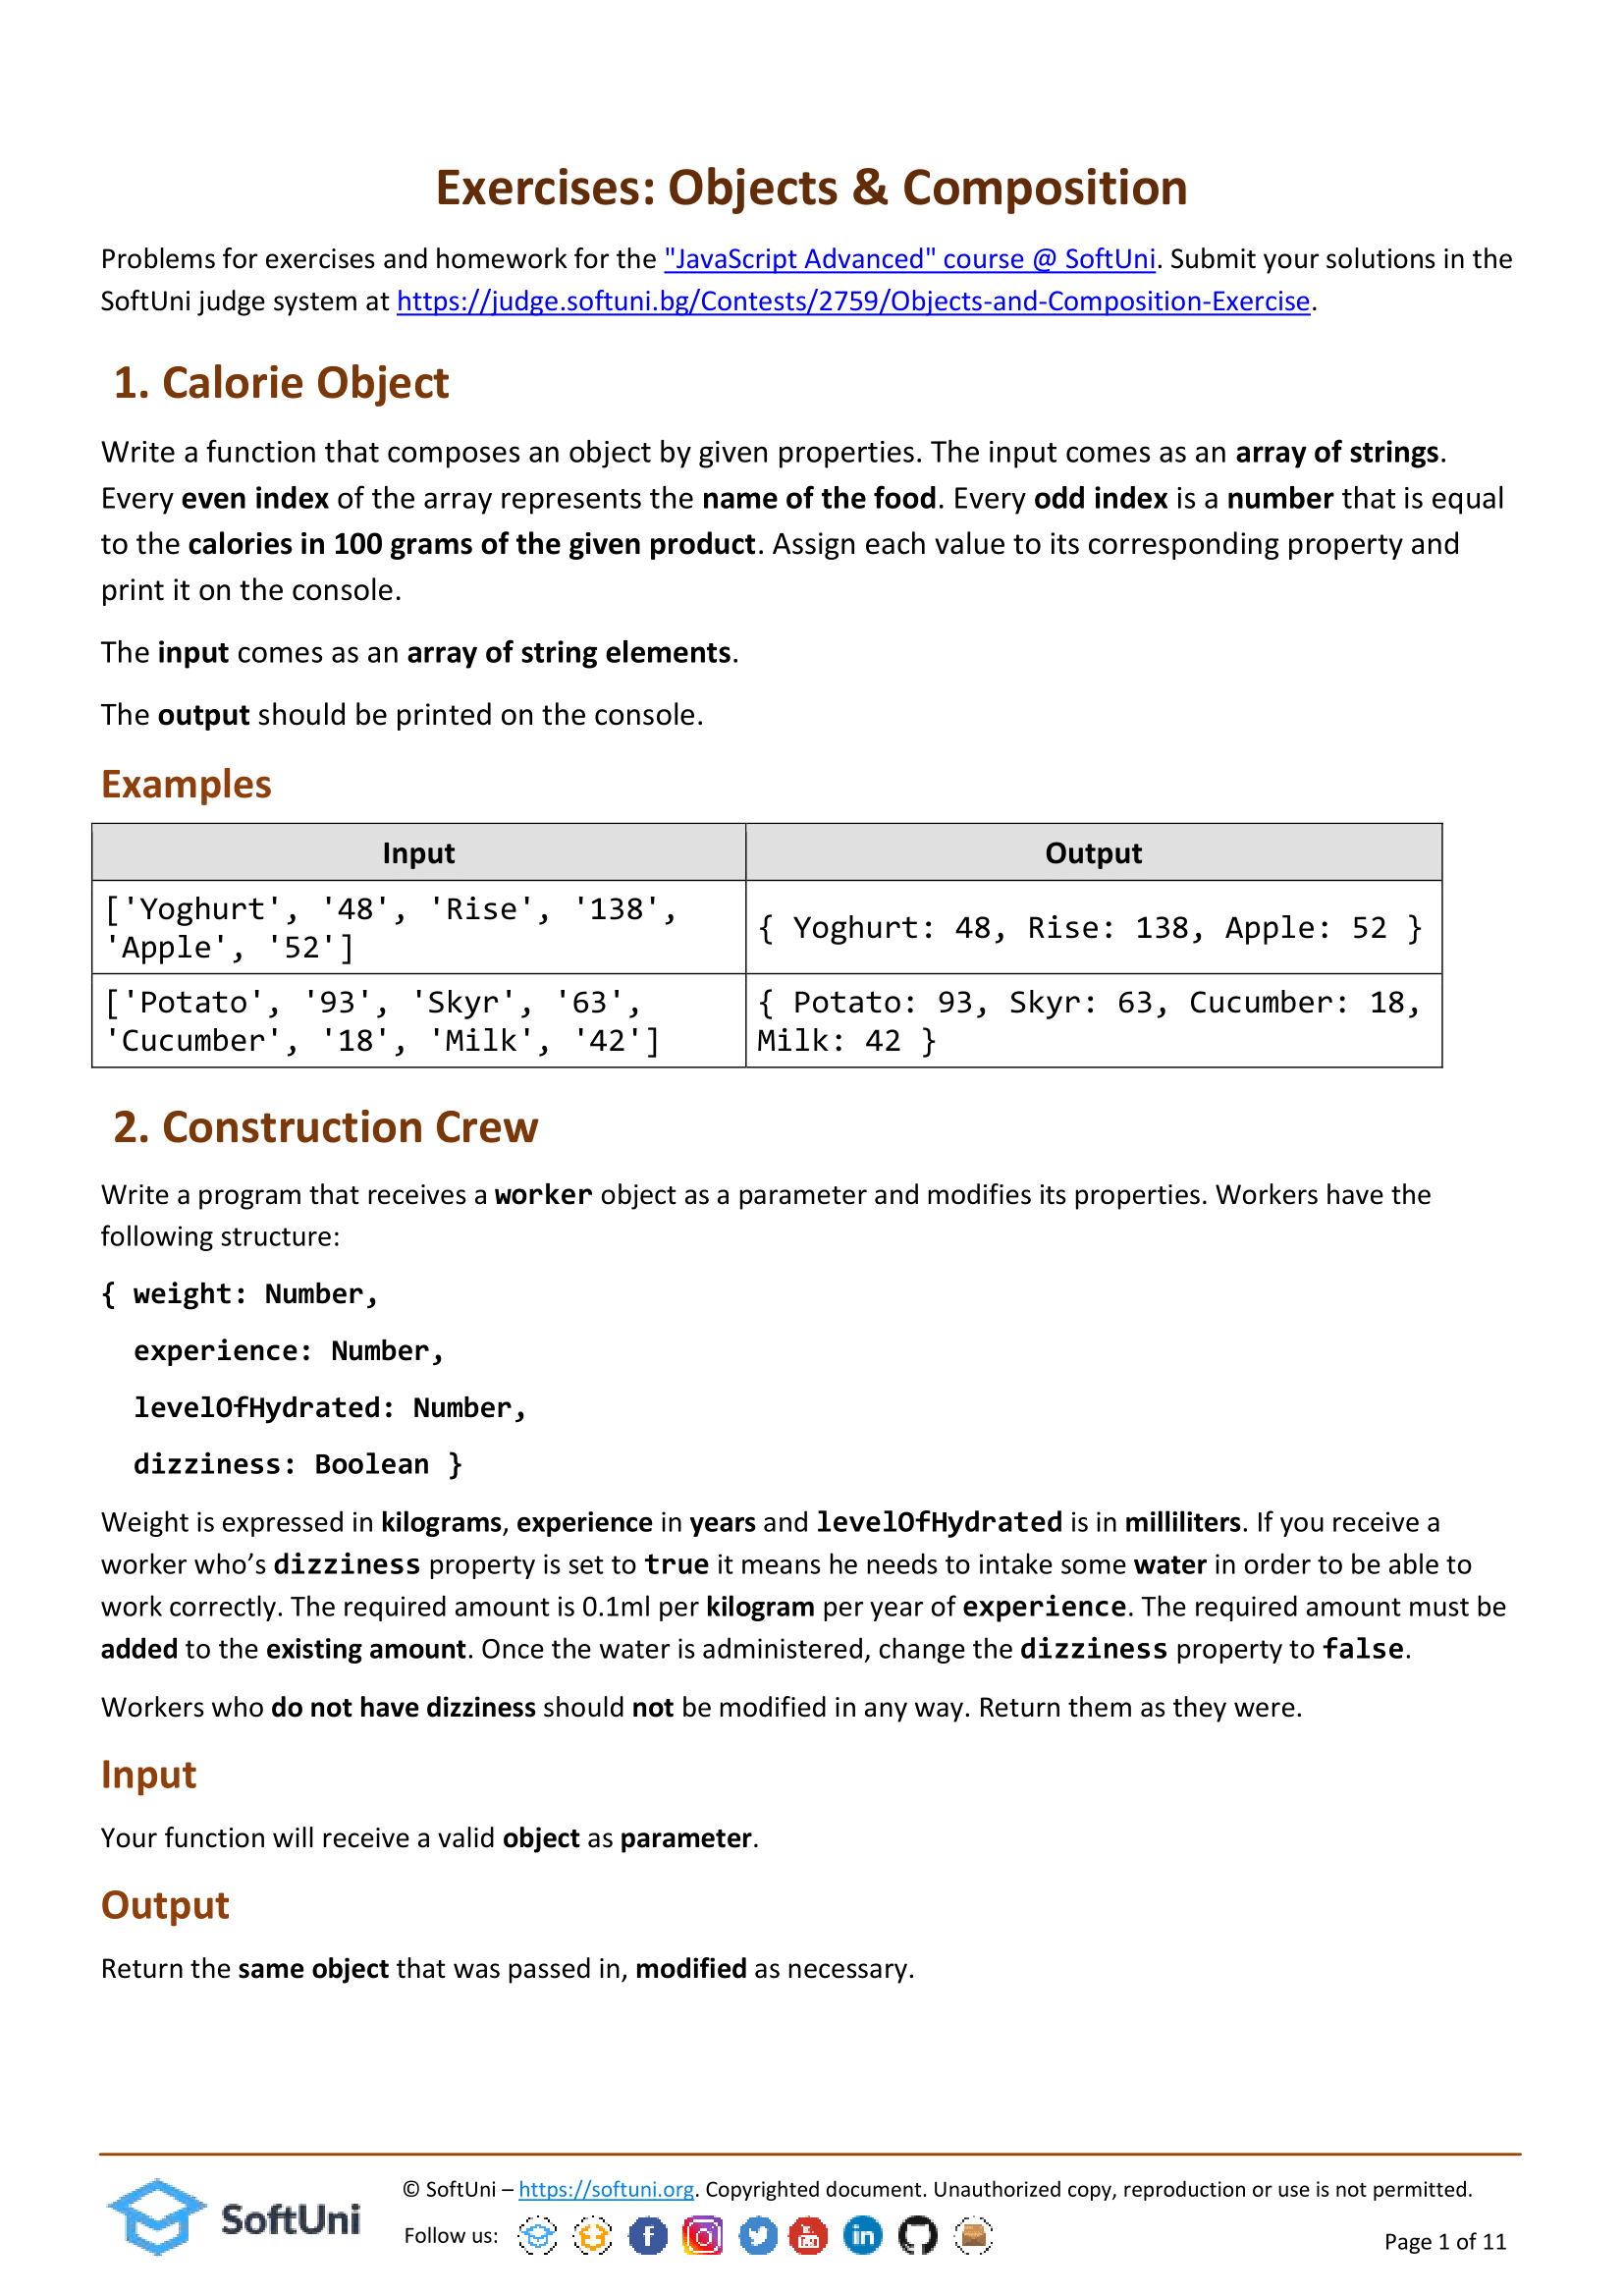 Exercises: Objects & Composition
Problems for exercises and homework for the "JavaScript Advanced" course @ SoftUni. Submit your solutions in the
SoftUni judge system at https://judge.softuni.bg/Contests/2759/Objects-and-Composition-Exercise.
1. Calorie Object
Write a function that composes an object by given properties. The input comes as an array of strings.
Every even index of the array represents the name of the food. Every odd index is a number that is equal
to the calories in 100 grams of the given product. Assign each value to its corresponding property and
print it on the console.
The input comes as an array of string elements.
The output should be printed on the console.
Examples
Input Output
['Yoghurt', '48', 'Rise', '138',
'Apple', '52']
{ Yoghurt: 48, Rise: 138, Apple: 52 }
['Potato', '93', 'Skyr', '63',
'Cucumber', '18', 'Milk', '42']
{ Potato: 93, Skyr: 63, Cucumber: 18,
Milk: 42 }
2. Construction Crew
Write a program that receives a worker object as a parameter and modifies its properties. Workers have the
following structure:
{ weight: Number,
experience: Number,
levelOfHydrated: Number,
dizziness: Boolean }
Weight is expressed in kilograms, experience in years and levelOfHydrated is in milliliters. If you receive a
worker who’s dizziness property is set to true it means he needs to intake some water in order to be able to
work correctly. The required amount is 0.1ml per kilogram per year of experience. The required amount must be
added to the existing amount. Once the water is administered, change the dizziness property to false.
Workers who do not have dizziness should not be modified in any way. Return them as they were.
Input
Your function will receive a valid object as parameter.
Output
Return the same object that was passed in, modified as necessary.
SoftUni
© SoftUni – https://softuni.org. Copyrighted document. Unauthorized copy, reproduction or use is not permitted.
Follow us:
Page 1 of 11